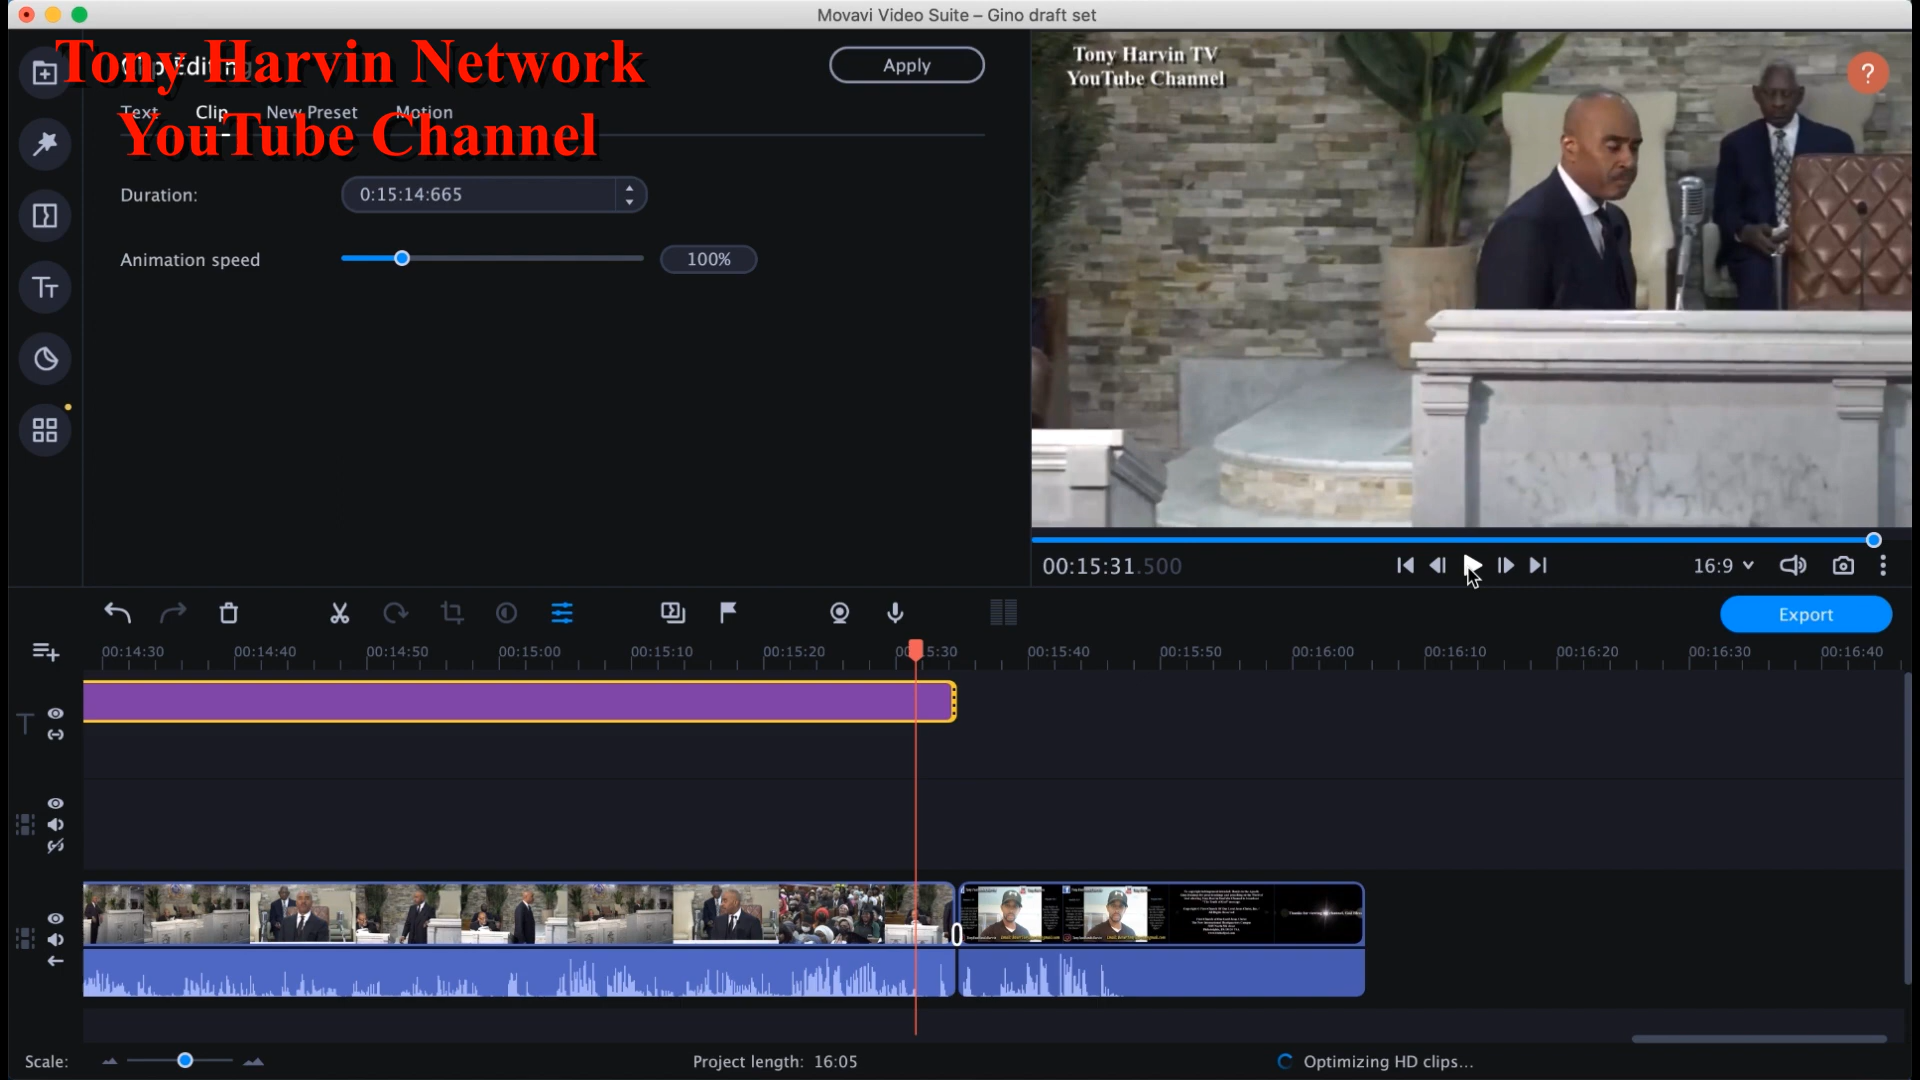 Movavi Video Suite – Gino draft set
Tony Harvin Network
YouTube Channel
Clip Editing
Apply
Text Clip New Preset Motion
Duration: 0:15:14:665
Animation speed 100%
Tony Harvin TV
YouTube Channel
?
00:15:31.500
16:9
Export
00:14:30 00:14:40 00:14:50 00:15:00 00:15:10 00:15:20 00:15:30 00:15:40 00:15:50 00:16:00 00:16:10 00:16:20 00:16:30 00:16:40
T
Scale:
Project length: 16:05
Optimizing HD clips...